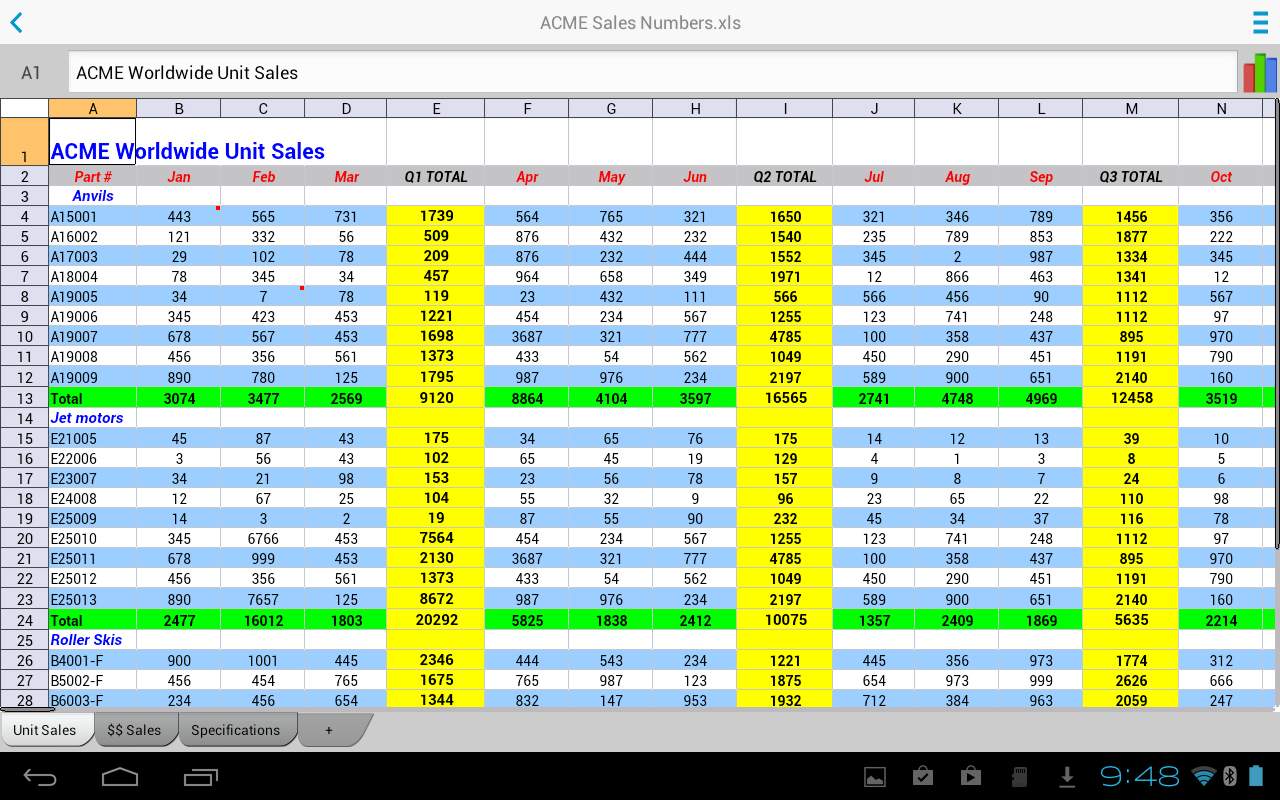 ACME Sales Numbers.xls
A1 ACME Worldwide Unit Sales
A B C D E F G H I J K L M N
1 ACME Worldwide Unit Sales
2 Part # Jan Feb Mar Q1 TOTAL Apr May Jun Q2 TOTAL Jul Aug Sep Q3 TOTAL Oct
3 Anvils
4 A15001 443 565 731 1739 564 765 321 1650 321 346 789 1456 356
5 A16002 121 332 56 509 876 432 232 1540 235 789 853 1877 222
6 A17003 29 102 78 209 876 232 444 1552 345 2 987 1334 345
7 A18004 78 345 34 457 964 658 349 1971 12 866 463 1341 12
8 A19005 34 7 78 119 23 432 111 566 566 456 90 1112 567
9 A19006 345 423 453 1221 454 234 567 1255 123 741 248 1112 97
10 A19007 678 567 453 1698 3687 321 777 4785 100 358 437 895 970
11 A19008 456 356 561 1373 433 54 562 1049 450 290 451 1191 790
12 A19009 890 780 125 1795 987 976 234 2197 589 900 651 2140 160
13 Total 3074 3477 2569 9120 8864 4104 3597 16565 2741 4748 4969 12458 3519
14 Jet motors
15 E21005 45 87 43 175 34 65 76 175 14 12 13 39 10
16 E22006 3 56 43 102 65 45 19 129 4 1 3 8 5
17 E23007 34 21 98 153 23 56 78 157 9 8 7 24 6
18 E24008 12 67 25 104 55 32 9 96 23 65 22 110 98
19 E25009 14 3 2 19 87 55 90 232 45 34 37 116 78
20 E25010 345 6766 453 7564 454 234 567 1255 123 741 248 1112 97
21 E25011 678 999 453 2130 3687 321 777 4785 100 358 437 895 970
22 E25012 456 356 561 1373 433 54 562 1049 450 290 451 1191 790
23 E25013 890 7657 125 8672 987 976 234 2197 589 900 651 2140 160
24 Total 2477 16012 1803 20292 5825 1838 2412 10075 1357 2409 1869 5635 2214
25 Roller Skis
26 B4001-F 900 1001 445 2346 444 543 234 1221 445 356 973 1774 312
27 B5002-F 456 454 765 1675 765 987 123 1875 654 973 999 2626 666
28 B6003-F 234 456 654 1344 832 147 953 1932 712 384 963 2059 247
Unit Sales $$ Sales Specifications +
9:48